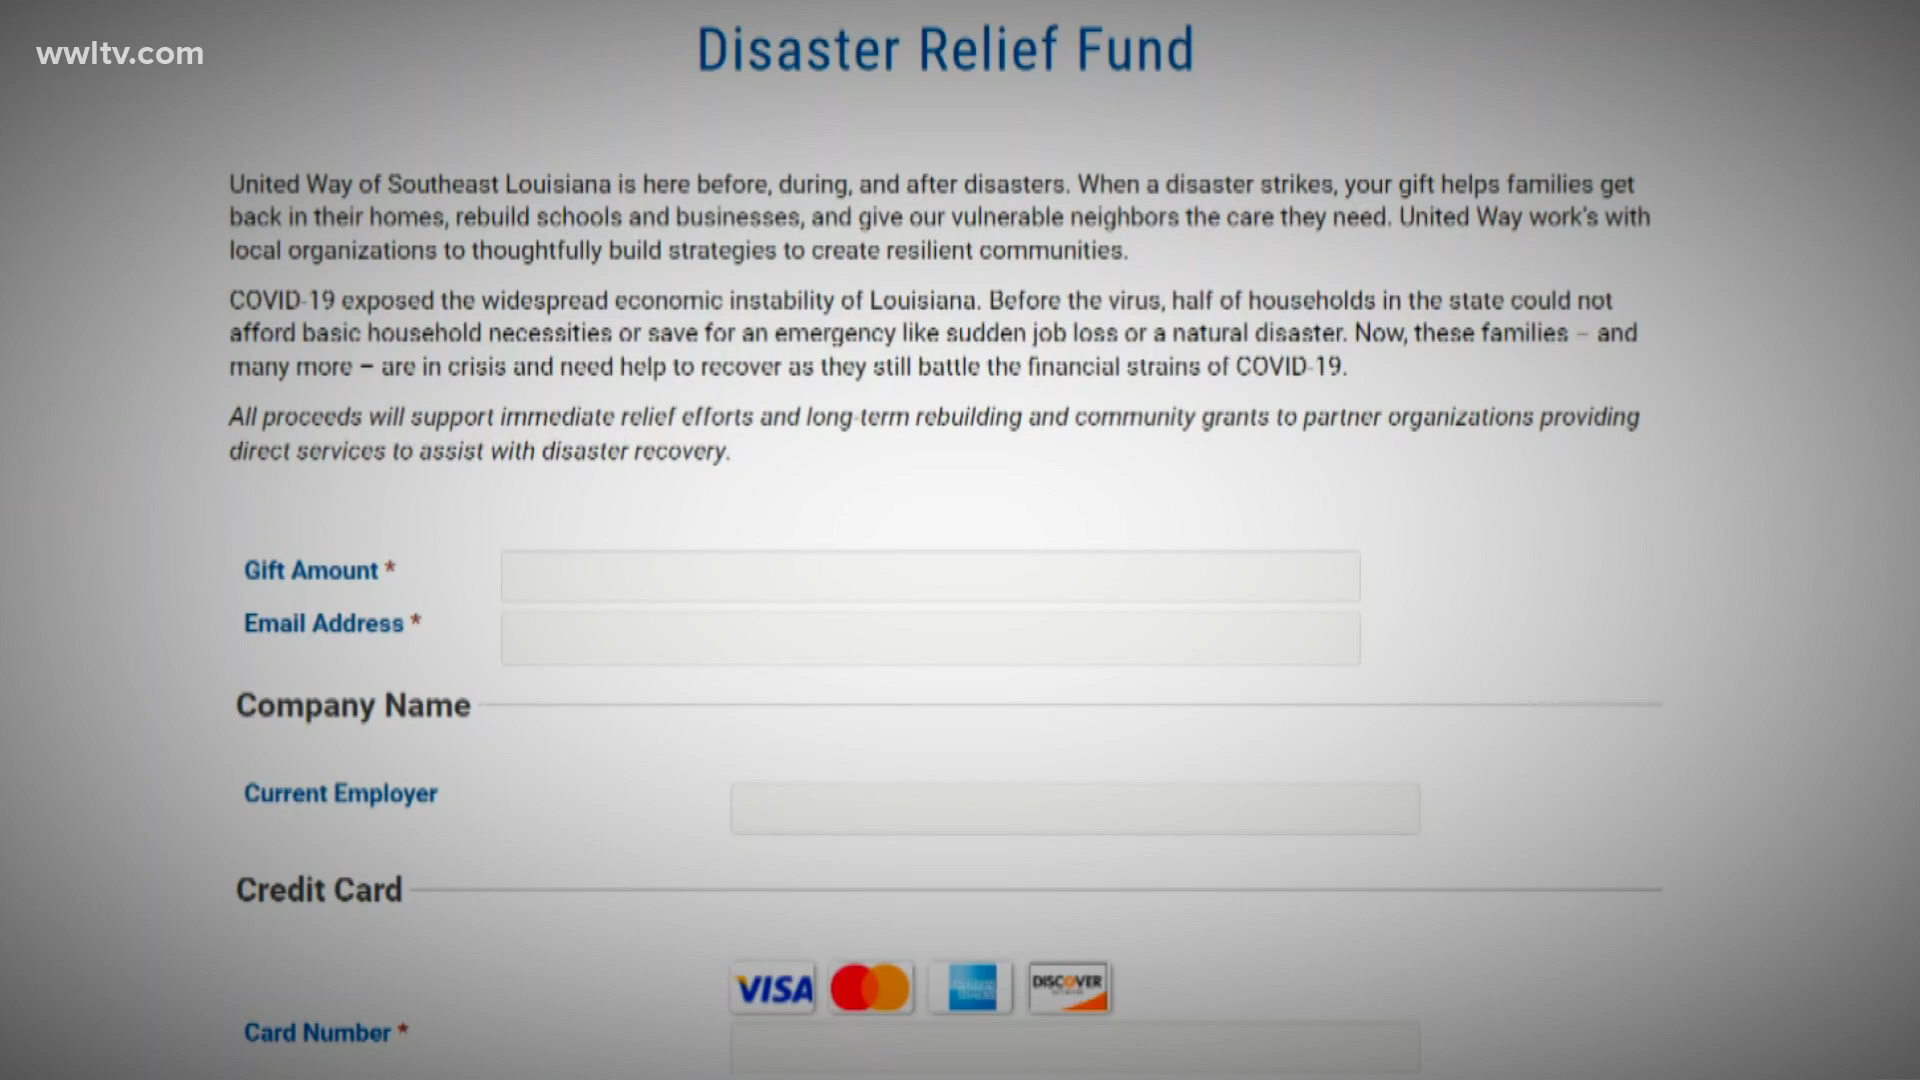 wwltv.com
Disaster Relief Fund
United Way of Southeast Louisiana is here before, during, and after disasters. When a disaster strikes, your gift helps families get
back in their homes, rebuild schools and businesses, and give our vulnerable neighbors the care they need. United Way work's with
local organizations to thoughtfully build strategies to create resilient communities.
COVID-19 exposed the widespread economic instability of Louisiana. Before the virus, half of households in the state could not
afford basic household necessities or save for an emergency like sudden job loss or a natural disaster. Now, these families – and
many more – are in crisis and need help to recover as they still battle the financial strains of COVID-19.
All proceeds will support immediate relief efforts and long-term rebuilding and community grants to partner organizations providing
direct services to assist with disaster recovery.
Gift Amount *
Email Address *
Company Name
Current Employer
Credit Card
VISA
DISCOVER
Card Number *